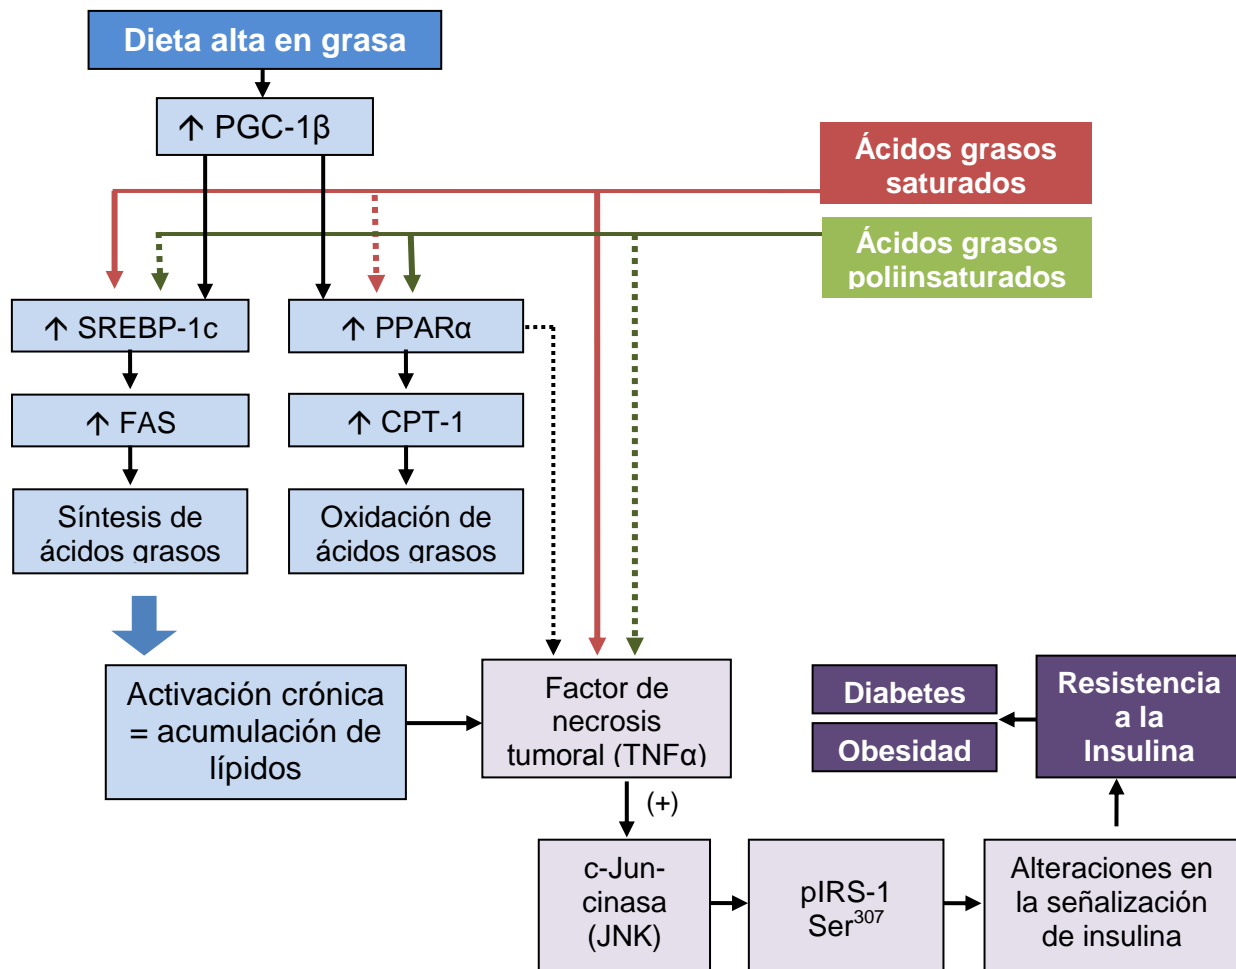 Dieta alta en grasa
↑ PGC-1β
Ácidos grasos
saturados
Ácidos grasos
poliinsaturados
↑ SREBP-1c
↑ PPARα
↑ FAS
↑ CPT-1
Síntesis de
ácidos grasos
Oxidación de
ácidos grasos
Activación crónica
= acumulación de
lípidos
Factor de
necrosis
tumoral (TNFα)
Diabetes
Obesidad
Resistencia
a la
Insulina
(+)
c-Jun-
cinasa
(JNK)
pIRS-1
Ser³⁰⁷
Alteraciones en
la señalización
de insulina